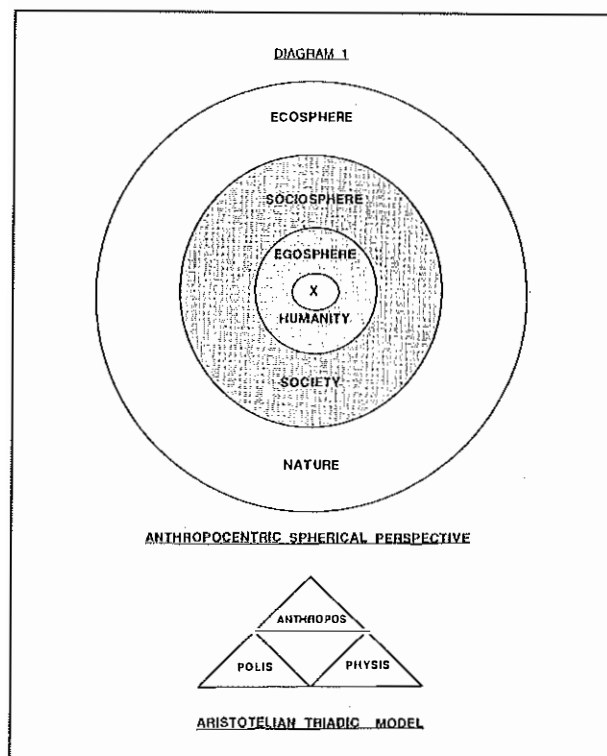 DIAGRAM 1
ECOSPHERE
SOCIOSPHERE
EGOSPHERE
X
HUMANITY
SOCIETY
NATURE
ANTHROPOCENTRIC SPHERICAL PERSPECTIVE
ANTHROPOS
POLIS PHYSIS
ARISTOTELIAN TRIADIC MODEL